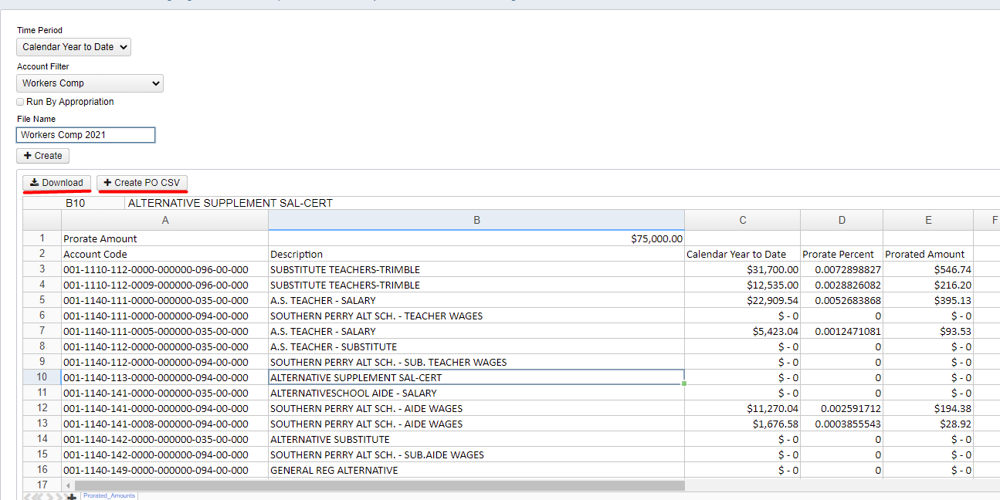 Time Period
Calendar Year to Date
Account Filter
Workers Comp
Run By Appropriation
File Name
Workers Comp 2021
+ Create
Download + Create PO CSV
B10 ALTERNATIVE SUPPLEMENT SAL-CERT
A B C D E F
1 Prorate Amount $75,000.00
2 Account Code Description Calendar Year to Date Prorate Percent Prorated Amount
3 001-1110-112-0000-000000-096-00-000 SUBSTITUTE TEACHERS-TRIMBLE $31,700.00 0.0072898827 $546.74
4 001-1110-112-0009-000000-096-00-000 SUBSTITUTE TEACHERS-TRIMBLE $12,535.00 0.0028826082 $216.20
5 001-1140-111-0000-000000-035-00-000 A.S. TEACHER - SALARY $22,909.54 0.0052683868 $395.13
6 001-1140-111-0000-000000-094-00-000 SOUTHERN PERRY ALT SCH. - TEACHER WAGES $ - 0 0 $ - 0
7 001-1140-111-0005-000000-035-00-000 A.S. TEACHER - SALARY $5,423.04 0.0012471081 $93.53
8 001-1140-112-0000-000000-035-00-000 A.S. TEACHER - SUBSTITUTE $ - 0 0 $ - 0
9 001-1140-112-0000-000000-094-00-000 SOUTHERN PERRY ALT SCH. - SUB. TEACHER WAGES $ - 0 0 $ - 0
10 001-1140-113-0000-000000-094-00-000 ALTERNATIVE SUPPLEMENT SAL-CERT $ - 0 0 $ - 0
11 001-1140-141-0000-000000-035-00-000 ALTERNATIVESCHOOL AIDE - SALARY $ - 0 0 $ - 0
12 001-1140-141-0000-000000-094-00-000 SOUTHERN PERRY ALT SCH. - AIDE WAGES $11,270.04 0.002591712 $194.38
13 001-1140-141-0008-000000-094-00-000 SOUTHERN PERRY ALT SCH. - AIDE WAGES $1,676.58 0.0003855543 $28.92
14 001-1140-142-0000-000000-035-00-000 ALTERNATIVE SUBSTITUTE $ - 0 0 $ - 0
15 001-1140-142-0000-000000-094-00-000 SOUTHERN PERRY ALT SCH. - SUB.AIDE WAGES $ - 0 0 $ - 0
16 001-1140-149-0000-000000-094-00-000 GENERAL REG ALTERNATIVE $ - 0 0 $ - 0
17
Prorated_Amounts